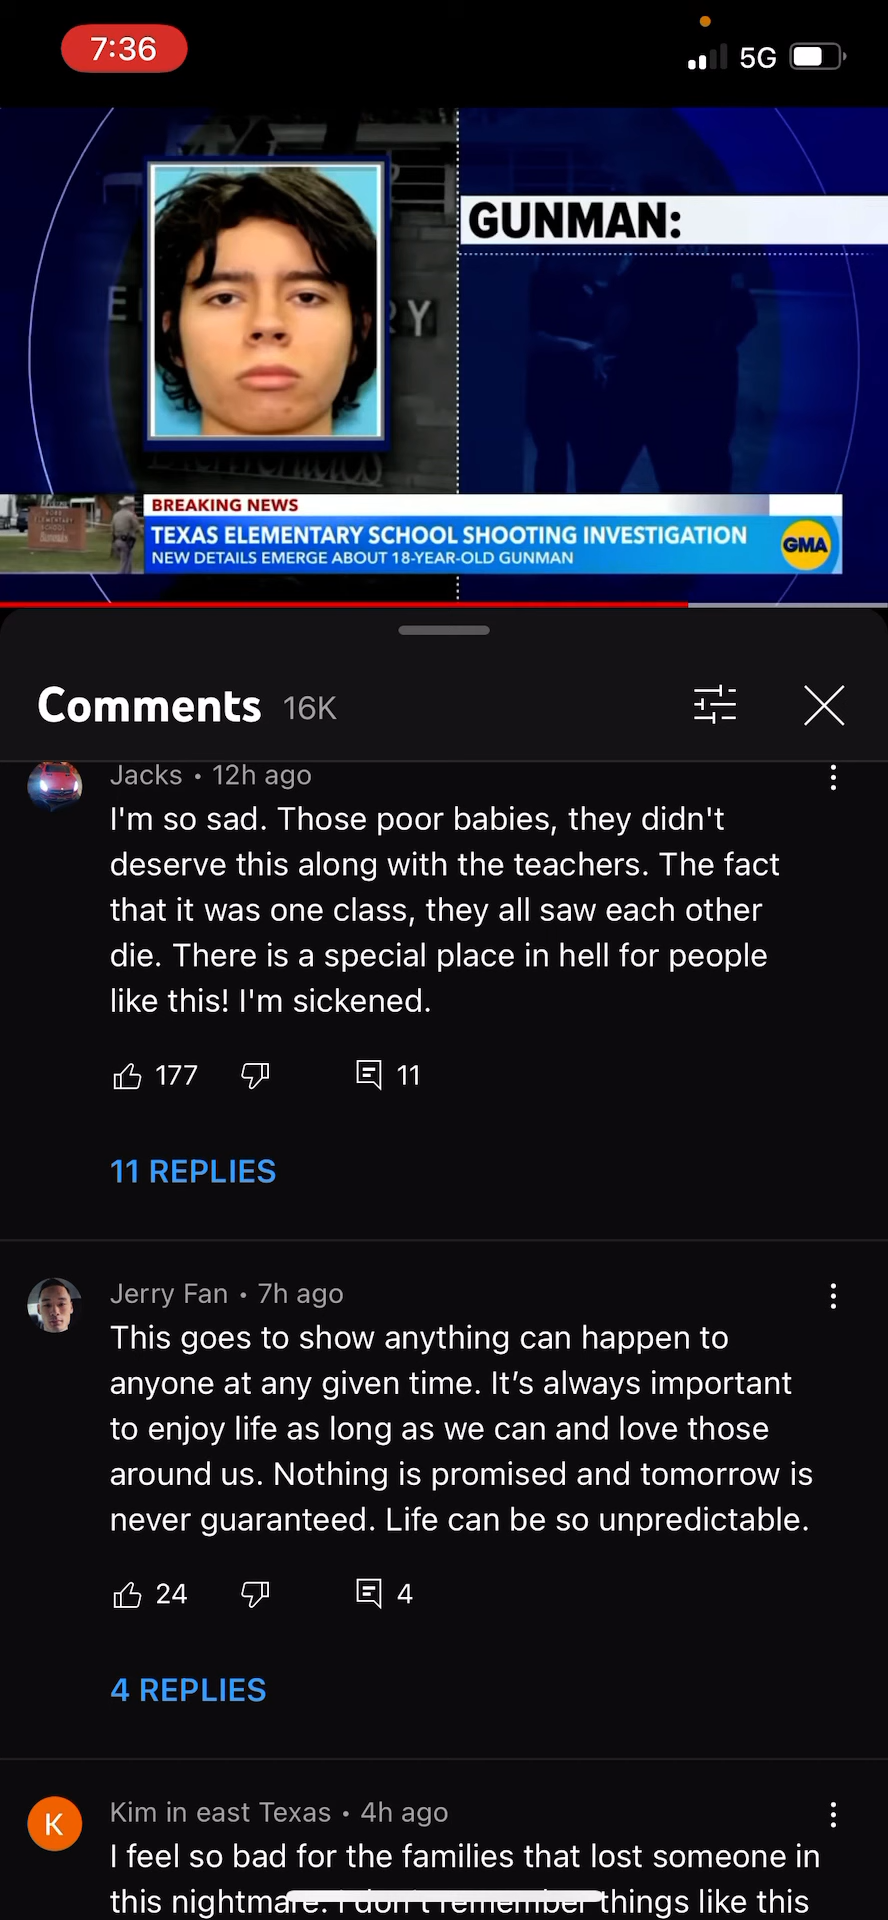 7:36
5G
GUNMAN:
E
RY
ROBB
ELEMENTARY
SCHOOL
BREAKING NEWS
TEXAS ELEMENTARY SCHOOL SHOOTING INVESTIGATION
NEW DETAILS EMERGE ABOUT 18-YEAR-OLD GUNMAN
GMA
Comments 16K
Jacks • 12h ago
I'm so sad. Those poor babies, they didn't
deserve this along with the teachers. The fact
that it was one class, they all saw each other
die. There is a special place in hell for people
like this! I'm sickened.
177
11
11 REPLIES
Jerry Fan • 7h ago
This goes to show anything can happen to
anyone at any given time. It’s always important
to enjoy life as long as we can and love those
around us. Nothing is promised and tomorrow is
never guaranteed. Life can be so unpredictable.
24
4
4 REPLIES
K
Kim in east Texas • 4h ago
I feel so bad for the families that lost someone in
this nightmare. I don't remember things like this